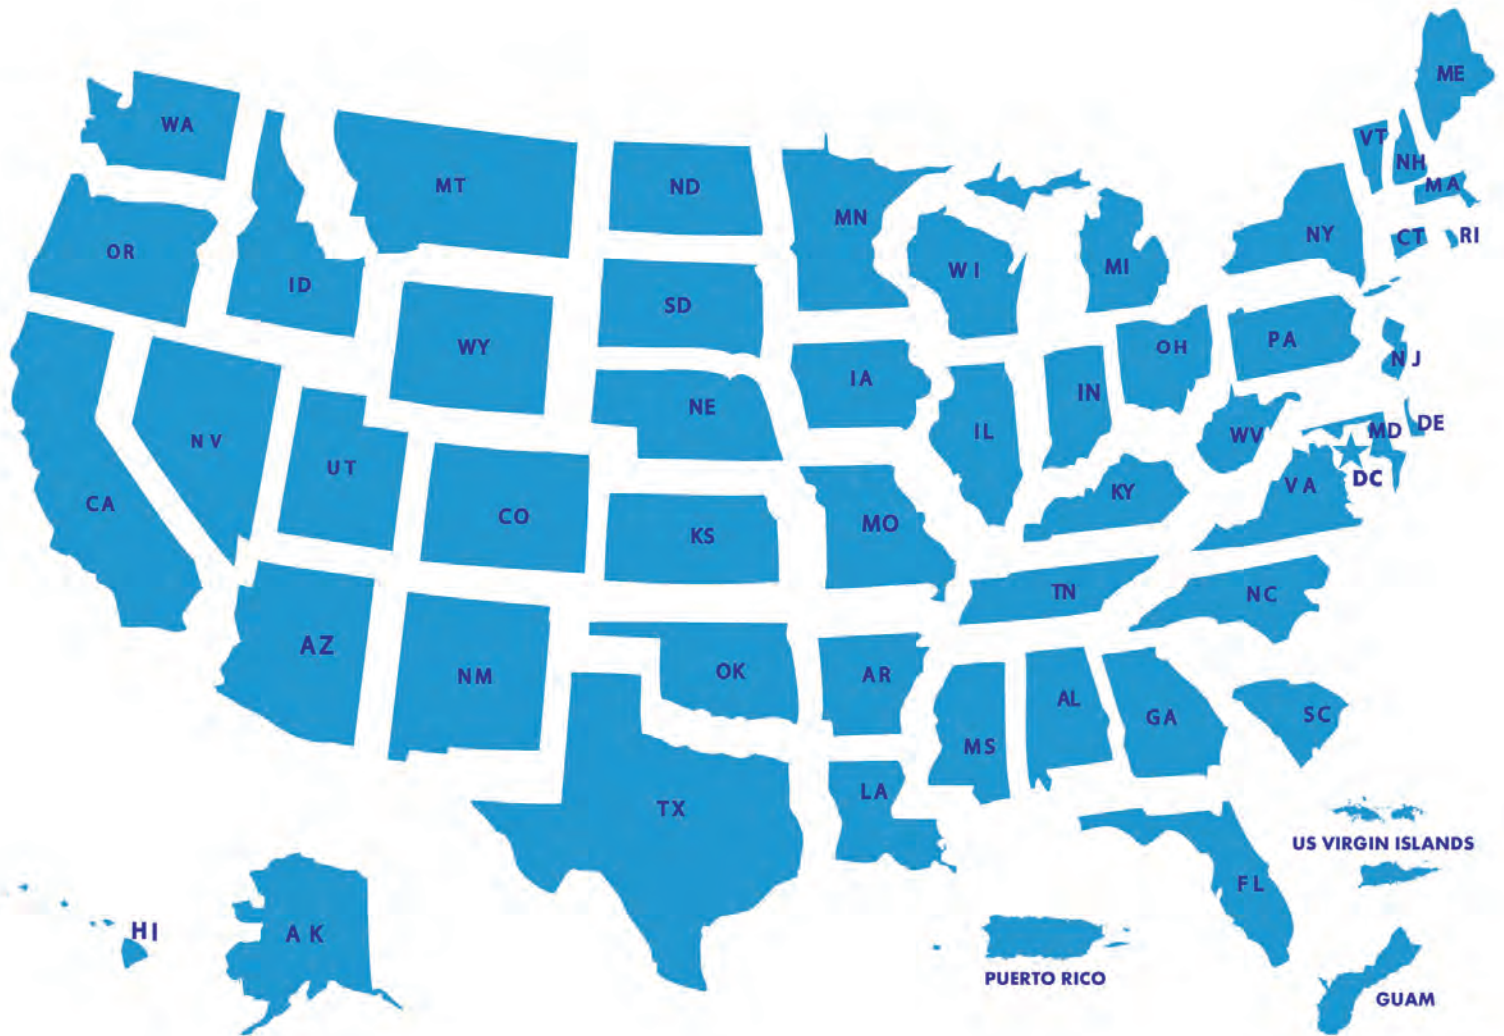 ME
WA
VT
NH
MT
ND
MA
MN
NY
CT
RI
OR
WI
MI
ID
SD
WY
OH
PA
NJ
IA
IN
NE
DE
MD
NV
IL
WV
UT
DC
CA
KY
VA
CO
MO
KS
TN
NC
AZ
NM
OK
AR
AL
SC
GA
MS
LA
TX
US VIRGIN ISLANDS
FL
HI
AK
PUERTO RICO
GUAM